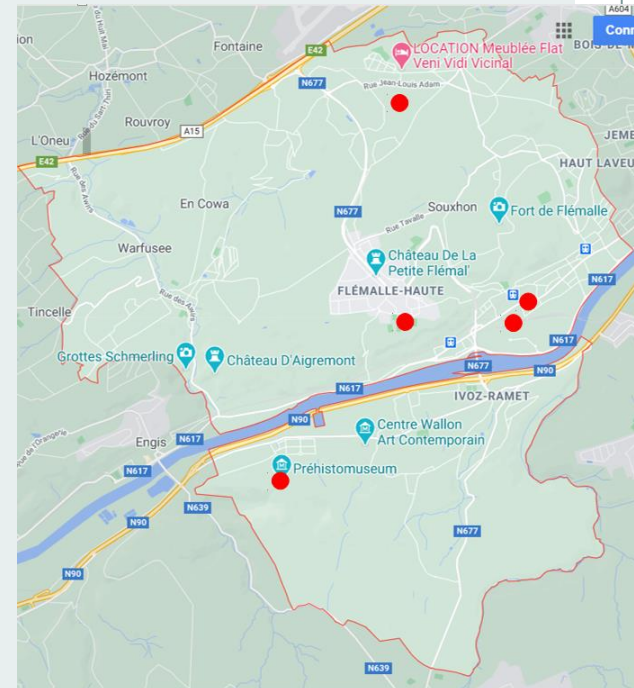 A604
Conn
BOIS-DE-
LOCATION Meublée Flat
Veni Vidi Vicinal
E42
Fontaine
ion
Hozémont
N677
Rue Jean-Louis Adam
Rouvroy
A15
L'Oneu
E42
JEME
HAUT LAVEU
En Cowa
N677
Souxhon
Fort de Flémalle
Rue Tavalle
Warfusee
Rue des Awirs
Rue des Awirs
Château De La
Petite Flémal'
FLÉMALLE-HAUTE
N617
Tincelle
N617
Grottes Schmerling
Château D'Aigremont
N677
N90
N617
IVOZ-RAMET
N90
Centre Wallon
Art Contemporain
Engis
N617
N617
Préhistomuseum
N639
N90
N677
N90
N639